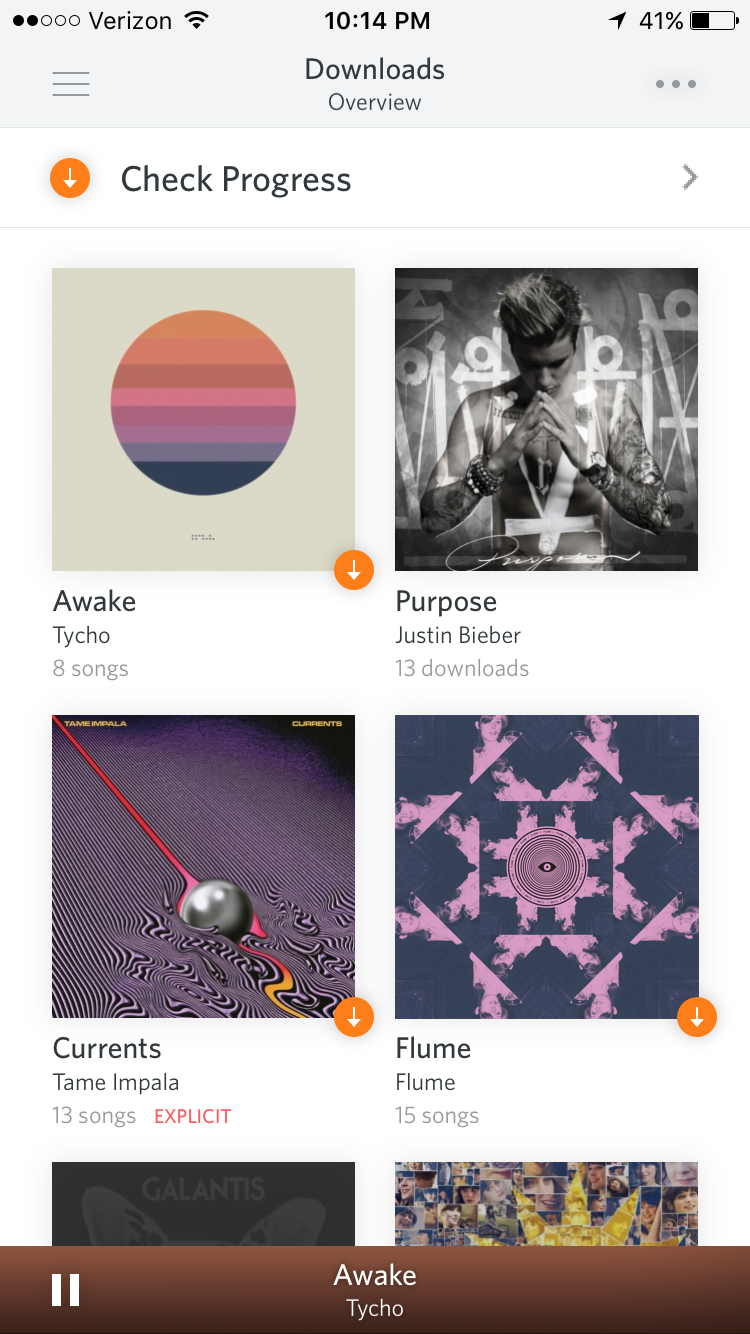 Verizon 10:14 PM 41%
Downloads
Overview
Check Progress
Awake
Tycho
8 songs
Purpose
Purpose
Justin Bieber
13 downloads
TAME IMPALA CURRENTS
Currents
Tame Impala
13 songs EXPLICIT
Flume
Flume
15 songs
GALANTIS
Awake
Tycho